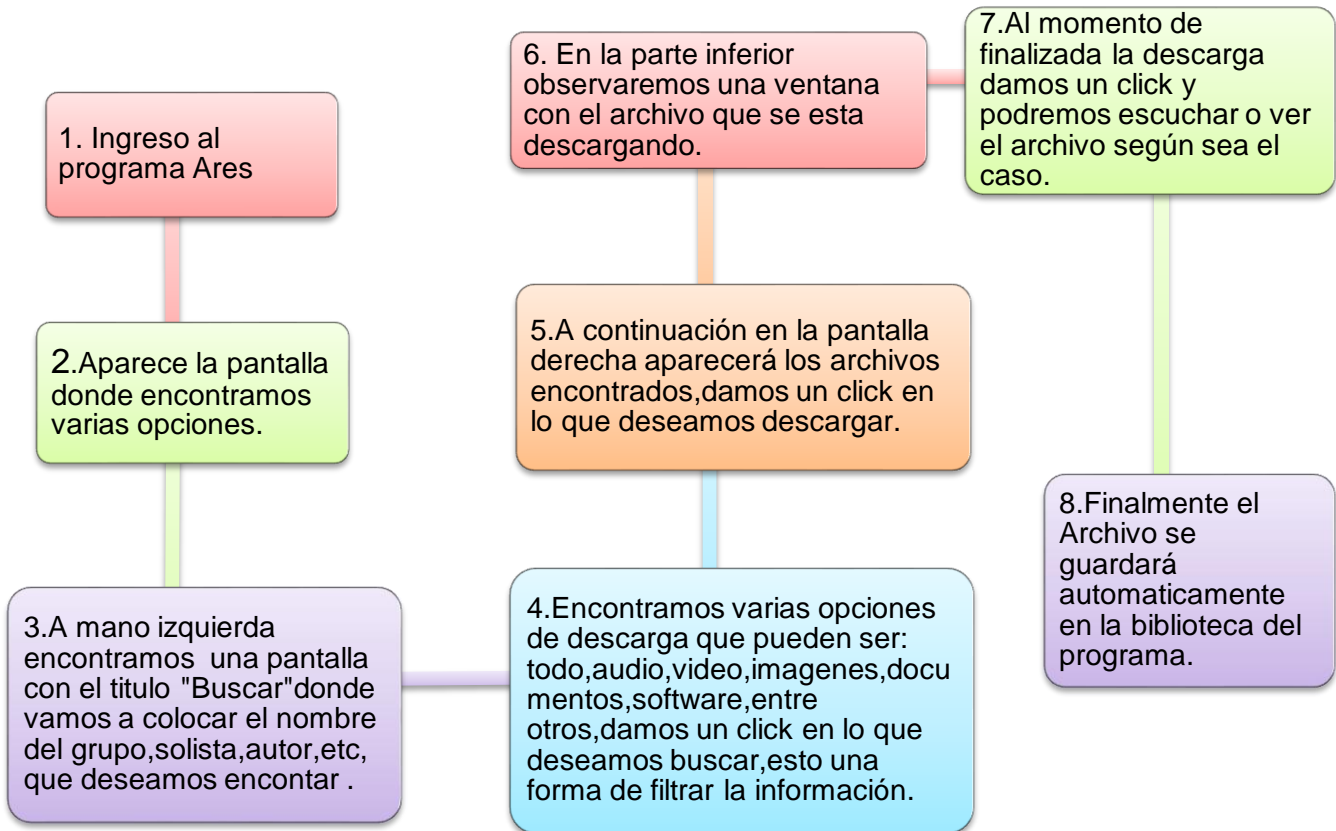 1. Ingreso al
programa Ares
2.Aparece la pantalla
donde encontramos
varias opciones.
3.A mano izquierda
encontramos  una pantalla
con el titulo "Buscar"donde
vamos a colocar el nombre
del grupo,solista,autor,etc,
que deseamos encontar .
4.Encontramos varias opciones
de descarga que pueden ser:
todo,audio,video,imagenes,docu
mentos,software,entre
otros,damos un click en lo que
deseamos buscar,esto una
forma de filtrar la información.
5.A continuación en la pantalla
derecha aparecerá los archivos
encontrados,damos un click en
lo que deseamos descargar.
6. En la parte inferior
observaremos una ventana
con el archivo que se esta
descargando.
7.Al momento de
finalizada la descarga
damos un click y
podremos escuchar o ver
el archivo según sea el
caso.
8.Finalmente el
Archivo se
guardará
automaticamente
en la biblioteca del
programa.